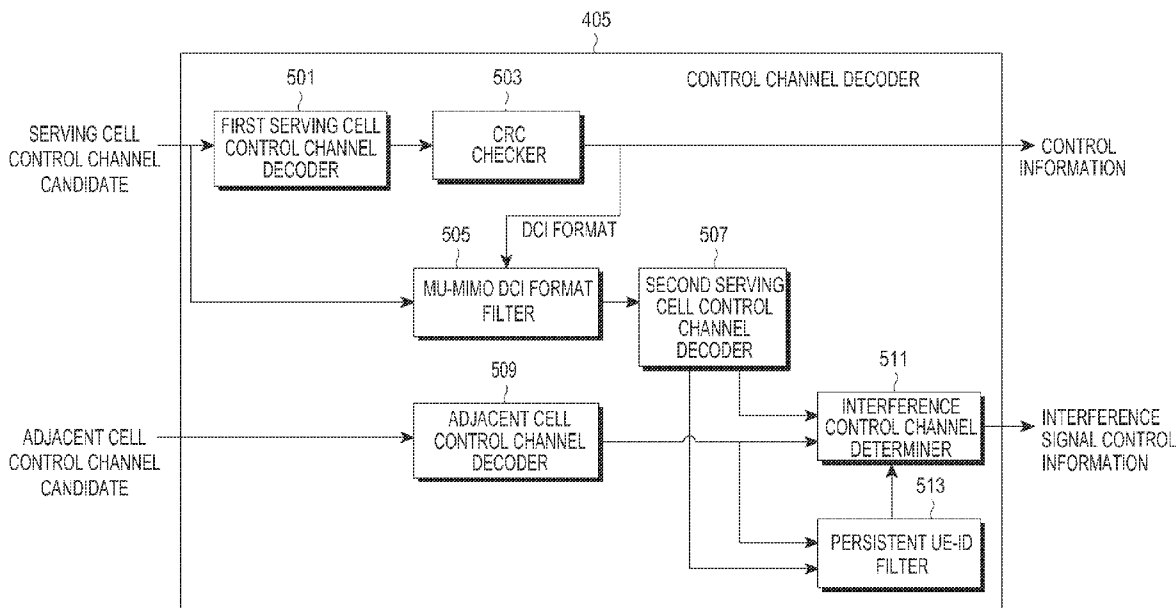 405
CONTROL CHANNEL DECODER
501
FIRST SERVING CELL
CONTROL CHANNEL
DECODER
503
CRC
CHECKER
SERVING CELL
CONTROL CHANNEL
CANDIDATE
CONTROL
INFORMATION
DCI FORMAT
505
MU-MIMO DCI FORMAT
FILTER
507
SECOND SERVING
CELL CONTROL
CHANNEL
DECODER
509
ADJACENT CELL
CONTROL CHANNEL
DECODER
511
INTERFERENCE
CONTROL CHANNEL
DETERMINER
ADJACENT CELL
CONTROL CHANNEL
CANDIDATE
INTERFERENCE
SIGNAL CONTROL
INFORMATION
513
PERSISTENT UE-ID
FILTER